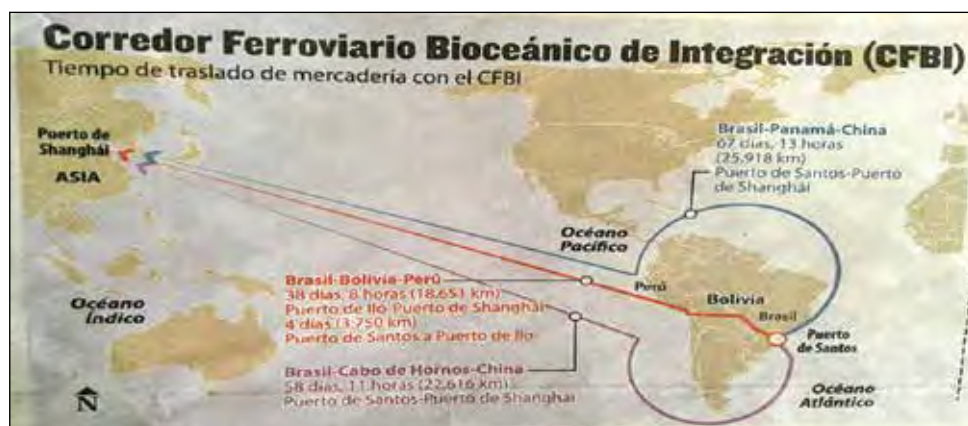 Corredor Ferroviario Bioceánico de Integración (CFBI)
Tiempo de traslado de mercadería con el CFBI
Puerto de
Shanghái
ASIA
Brasil-Panamá-China
67 días, 13 horas
(25,918 km)
Puerto de Santos-Puerto
de Shanghái
Océano
Pacífico
Brasil-Bolivia-Perú
38 días, 8 horas (18,651 km)
Puerto de Ilo-Puerto de Shanghái
4 días (3,750 km)
Puerto de Santos a Puerto de Ilo
Perú
Bolivia
Brasil
Puerto
de Santos
Océano
Índico
Brasil-Cabo de Hornos-China
58 días, 11 horas (22,616 km)
Puerto de Santos-Puerto de Shanghái
Océano
Atlántico
N